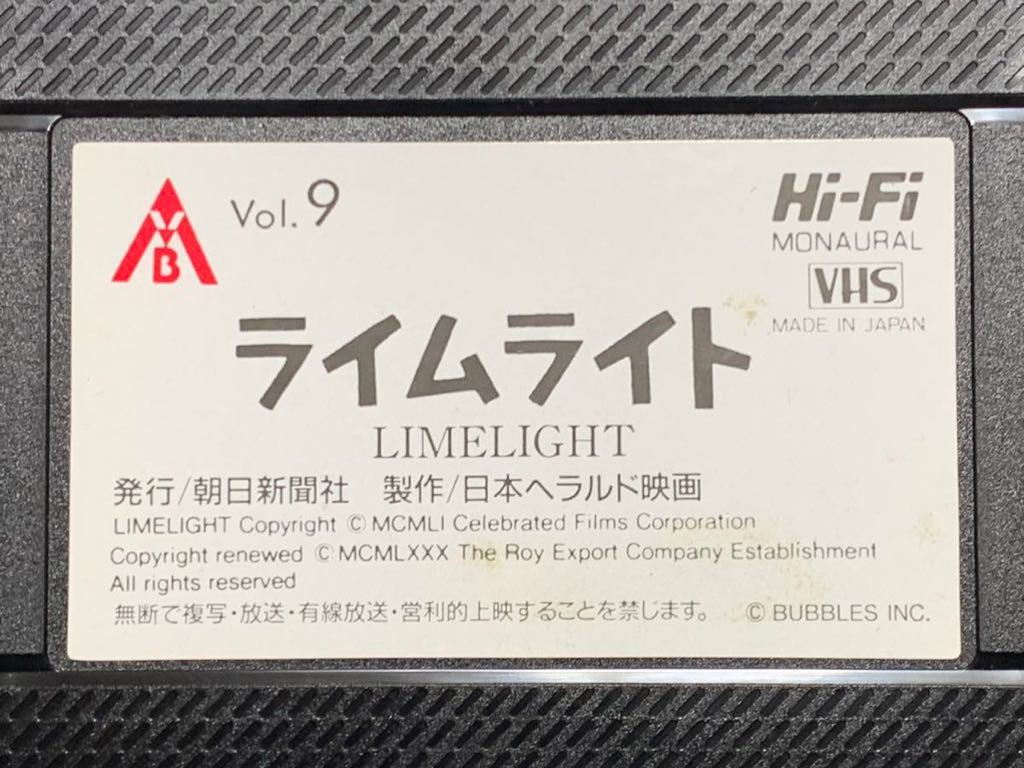 VB
Vol. 9
Hi-Fi
MONAURAL
VHS
MADE IN JAPAN
ライムライト
LIMELIGHT
発行/朝日新聞社 製作/日本ヘラルド映画
LIMELIGHT Copyright © MCMLI Celebrated Films Corporation
Copyright renewed © MCMLXXX The Roy Export Company Establishment
All rights reserved
無断で複写・放送・有線放送・営利的上映することを禁じます。 © BUBBLES INC.